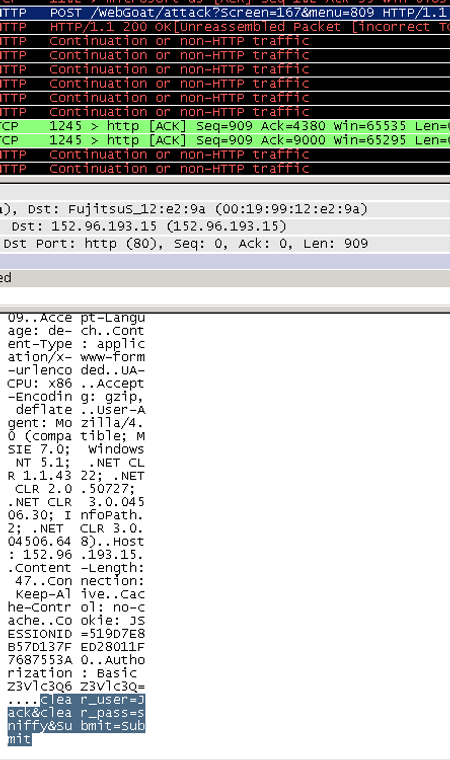 HTTP POST /WebGoat/attack?Screen=167&menu=809 HTTP/1.1
HTTP HTTP/1.1 200 OK[Unreassembled Packet [incorrect TC
HTTP Continuation or non-HTTP traffic
HTTP Continuation or non-HTTP traffic
HTTP Continuation or non-HTTP traffic
HTTP Continuation or non-HTTP traffic
HTTP Continuation or non-HTTP traffic
HTTP Continuation or non-HTTP traffic
TCP 1245 > http [ACK] Seq=909 Ack=4380 Win=65535 Len=
TCP 1245 > http [ACK] Seq=909 Ack=9000 Win=65295 Len=
HTTP Continuation or non-HTTP traffic
HTTP Continuation or non-HTTP traffic
), Dst: FujitsuS_12:e2:9a (00:19:99:12:e2:9a)
Dst: 152.96.193.15 (152.96.193.15)
Dst Port: http (80), Seq: 0, Ack: 0, Len: 909
ed
09..Acce pt-Langu
age: de- ch..Cont
ent-Type : applic
ation/x- www-form
-urlenco ded..UA-
CPU: x86 ..Accept
-Encodin g: gzip,
deflate ..User-A
gent: Mo zilla/4.
0 (compa tible; M
SIE 7.0; Windows
NT 5.1; .NET CL
R 1.1.43 22; .NET
CLR 2.0 .50727;
.NET CLR 3.0.045
06.30; I nfoPath.
2; .NET CLR 3.0.
04506.64 8)..Host
: 152.96 .193.15.
.Content -Length:
47..Con nection:
Keep-Al ive..Cac
he-Contr ol: no-c
ache..Co okie: JS
ESSIONID =519D7E8
B57D137F ED28011F
7687553A 0..Autho
rization : Basic
Z3Vlc3Q6 Z3Vlc3Q=
....clea r_user=J
ack&clea r_pass=s
niffy&Su bmit=Sub
mit